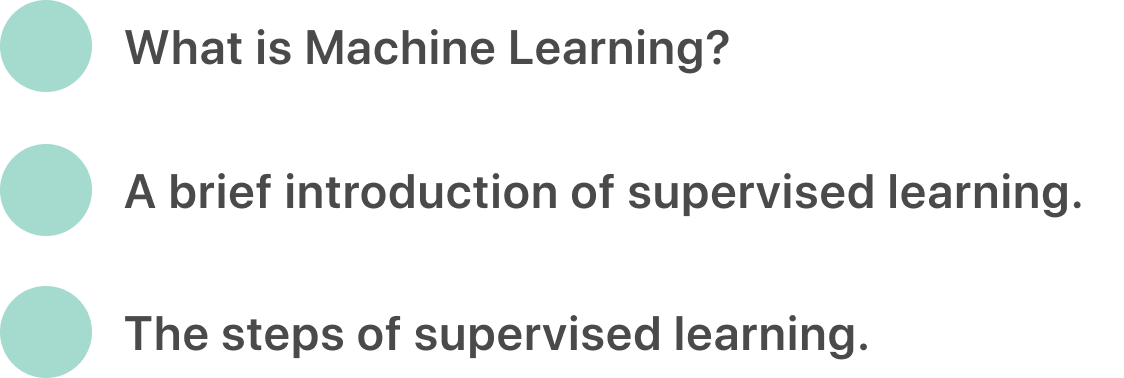 What is Machine Learning?
A brief introduction of supervised learning.
The steps of supervised learning.